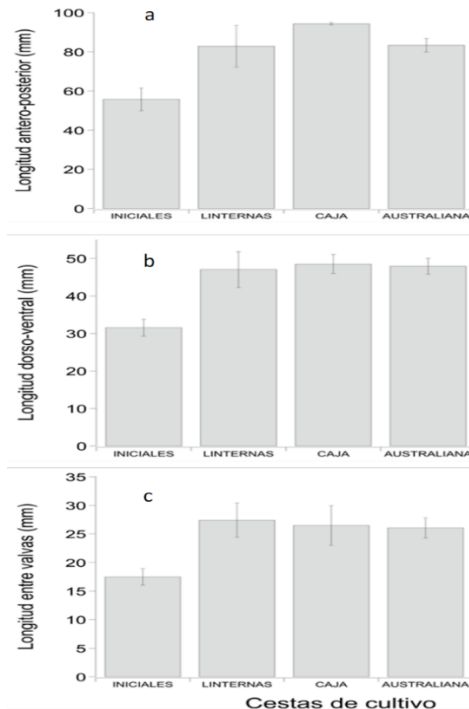 a
Longitud antero-posterior (mm)
100
80
60
40
20
0
INICIALES LINTERNAS CAJA AUSTRALIANA
b
Longitud dorso-ventral (mm)
50
40
30
20
10
0
INICIALES LINTERNAS CAJA AUSTRALIANA
c
Longitud entre valvas (mm)
35
30
25
20
15
10
5
0
INICIALES LINTERNAS CAJA AUSTRALIANA
Cestas de cultivo